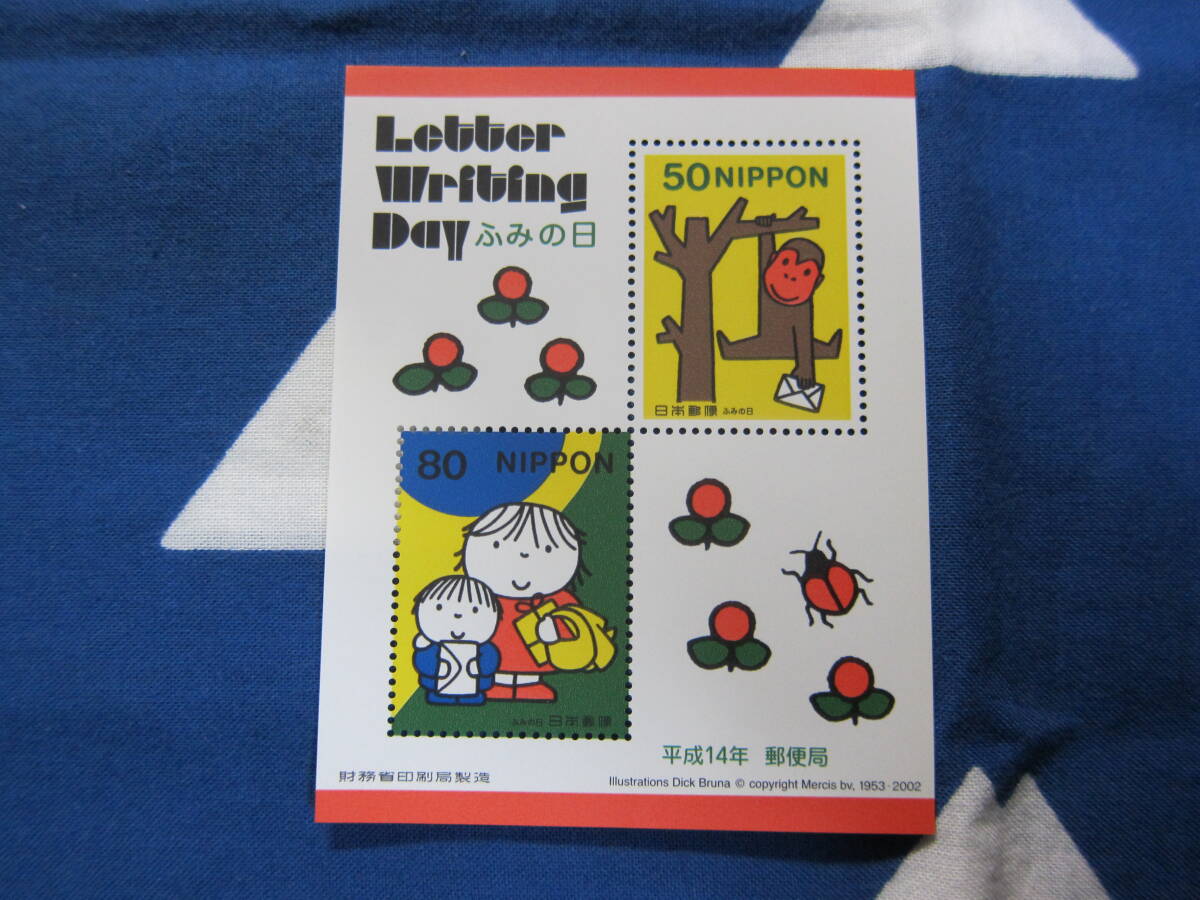 Letter
Writing
Day ふみの日
50 NIPPON
日本郵便 ふみの日
80 NIPPON
ふみの日 日本郵便
平成14年 郵便局
財務省印刷局製造
Illustrations Dick Bruna © copyright Mercis bv, 1953 - 2002